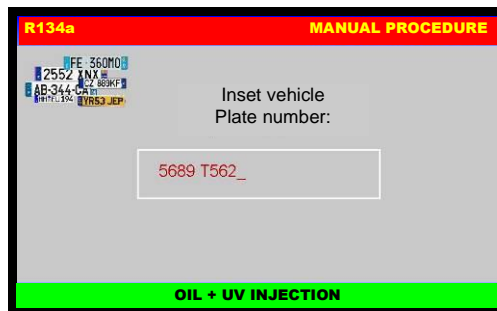 R134a MANUAL PROCEDURE
FE·360MO
2552 XNX
CZ 889KF
AB-344-CA
YR53 JEP
Inset vehicle
Plate number:
5689 T562_
OIL + UV INJECTION